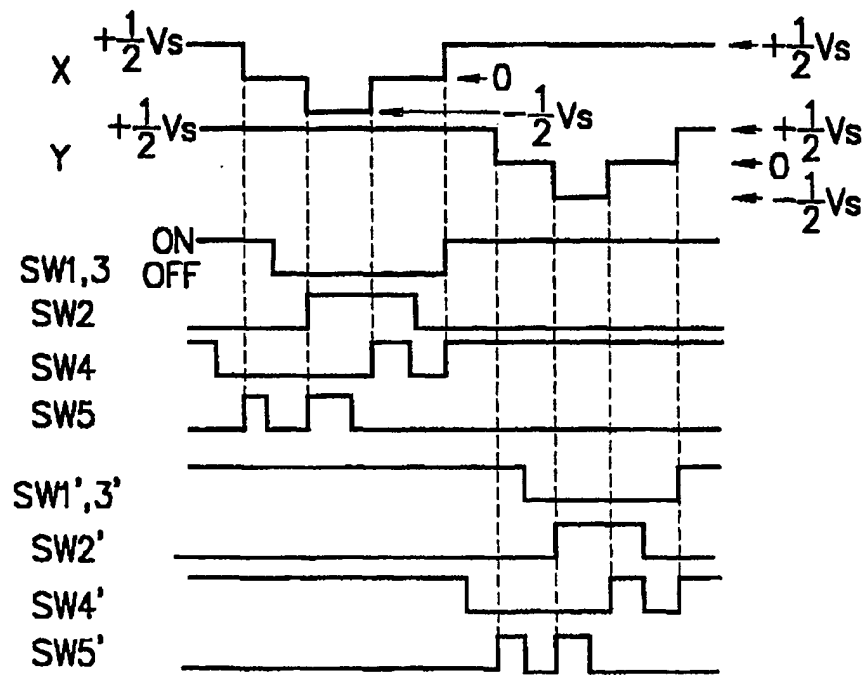 X +1/2Vs +1/2Vs
0
-1/2Vs
Y +1/2Vs +1/2Vs
0
-1/2Vs
ON
SW1,3 OFF
SW2
SW4
SW5
SW1',3'
SW2'
SW4'
SW5'